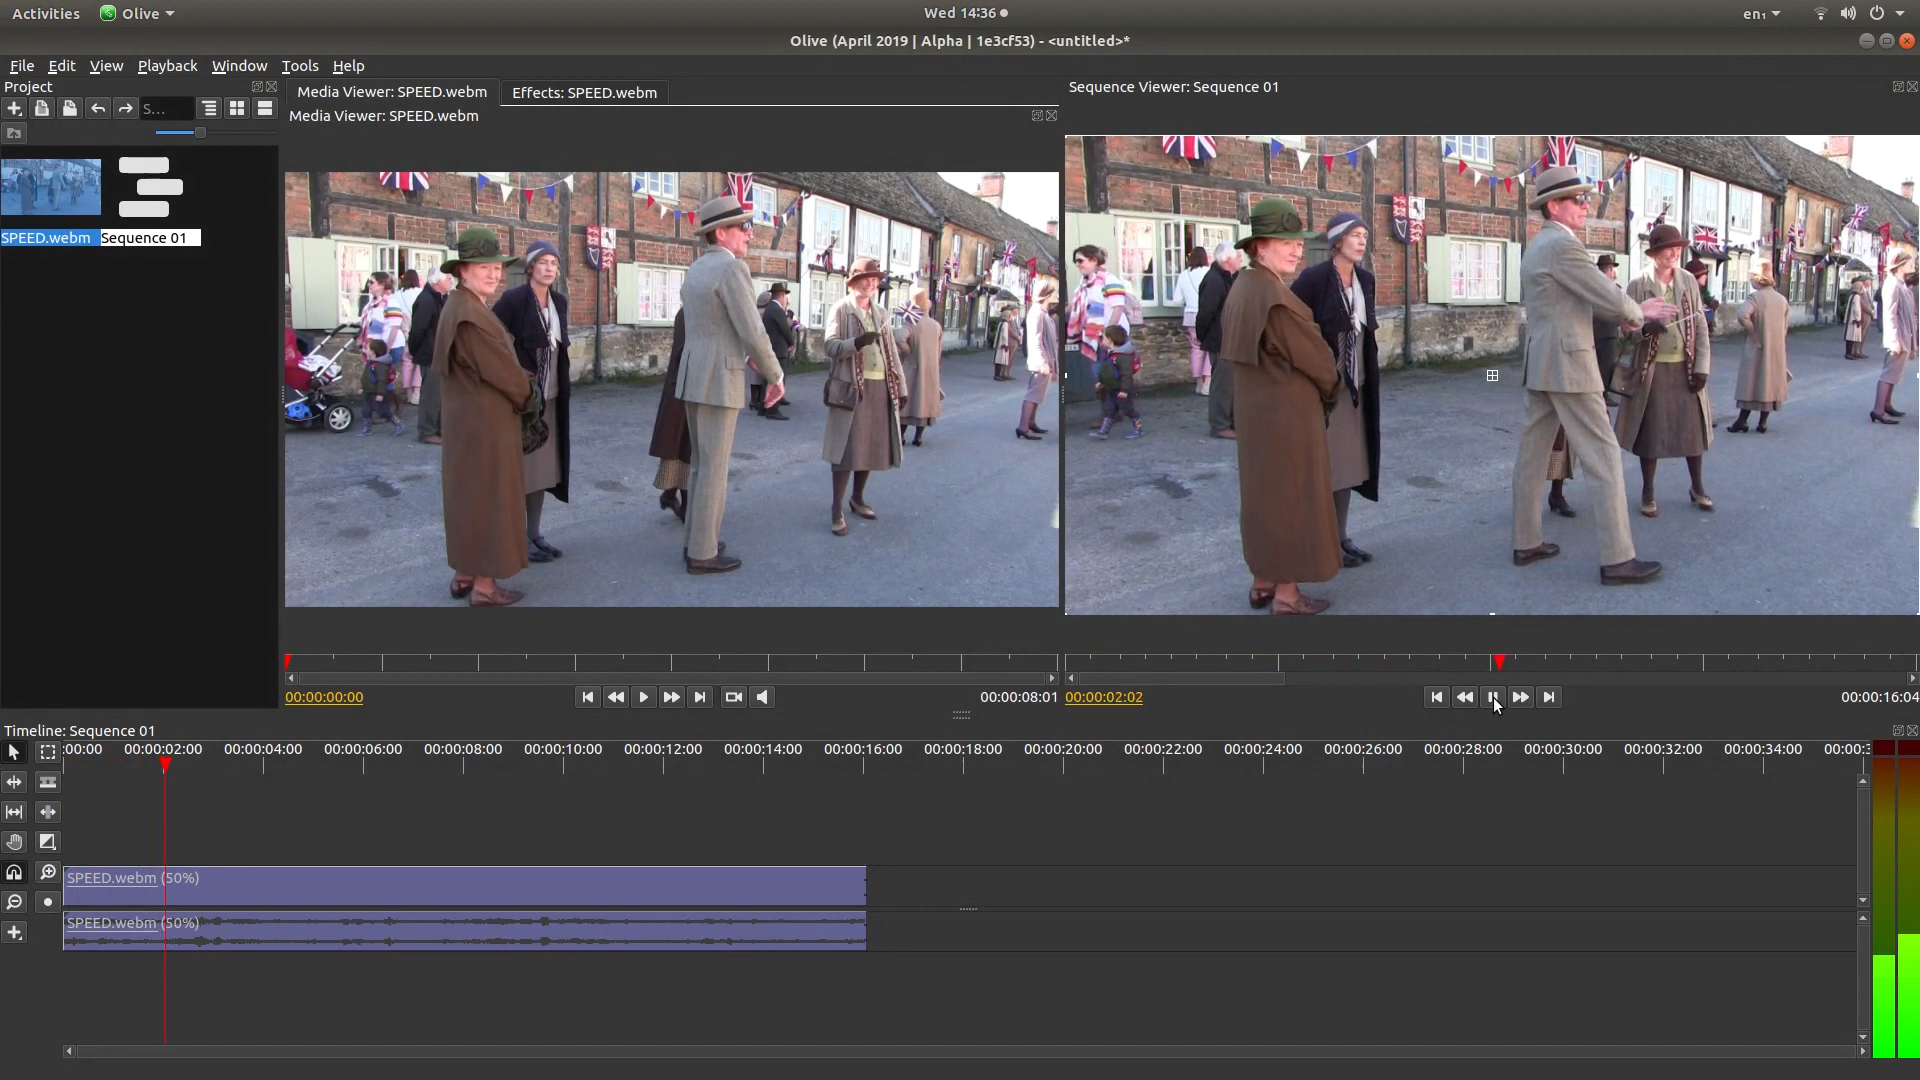 Activities Olive Wed 14:36 en₁
Olive (April 2019 | Alpha | 1e3cf53) - <untitled>*
File Edit View Playback Window Tools Help
Project
Media Viewer: SPEED.webm Effects: SPEED.webm
Sequence Viewer: Sequence 01
S...
Media Viewer: SPEED.webm
SPEED.webm Sequence 01
00:00:00:00 00:00:08:01 00:00:02:02 00:00:16:04
Timeline: Sequence 01
:00:00 00:00:02:00 00:00:04:00 00:00:06:00 00:00:08:00 00:00:10:00 00:00:12:00 00:00:14:00 00:00:16:00 00:00:18:00 00:00:20:00 00:00:22:00 00:00:24:00 00:00:26:00 00:00:28:00 00:00:30:00 00:00:32:00 00:00:34:00 00:00:
SPEED.webm (50%)
SPEED.webm (50%)